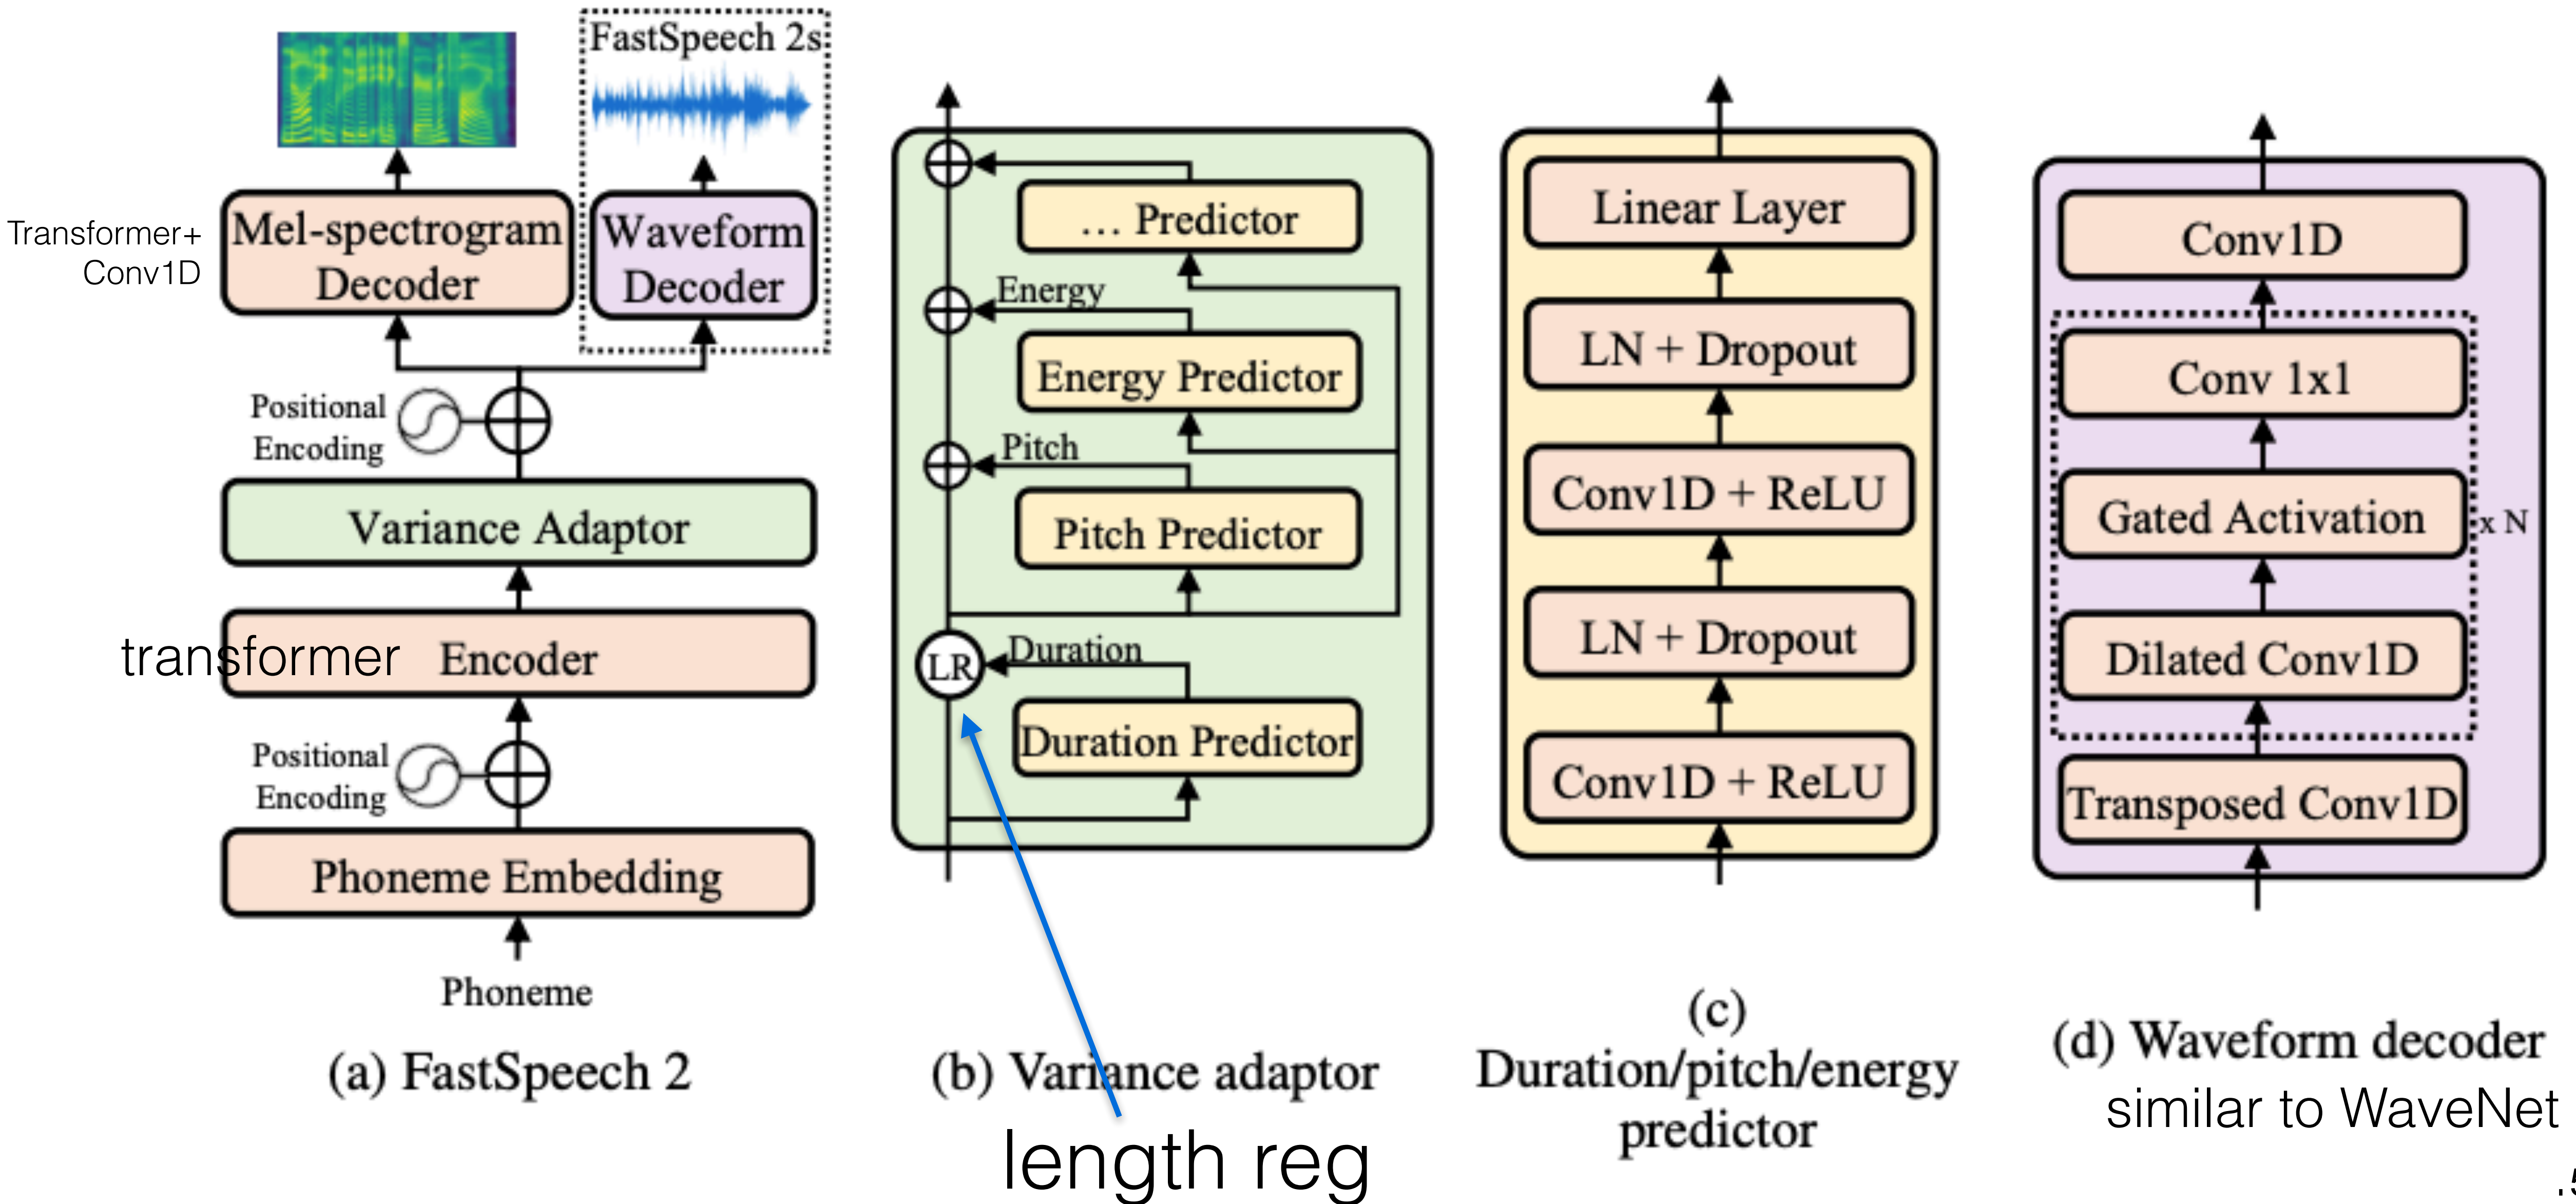 FastSpeech 2s
Transformer+
Conv1D
Mel-spectrogram
Decoder
Waveform
Decoder
Positional
Encoding
Variance Adaptor
transformer
Encoder
Positional
Encoding
Phoneme Embedding
Phoneme
(a) FastSpeech 2
... Predictor
Energy
Energy Predictor
Pitch
Pitch Predictor
LR
Duration
Duration Predictor
(b) Variance adaptor
length reg
Linear Layer
LN + Dropout
Conv1D + ReLU
LN + Dropout
Conv1D + ReLU
(c)
Duration/pitch/energy
predictor
Conv1D
Conv 1x1
Gated Activation
x N
Dilated Conv1D
Transposed Conv1D
(d) Waveform decoder
similar to WaveNet